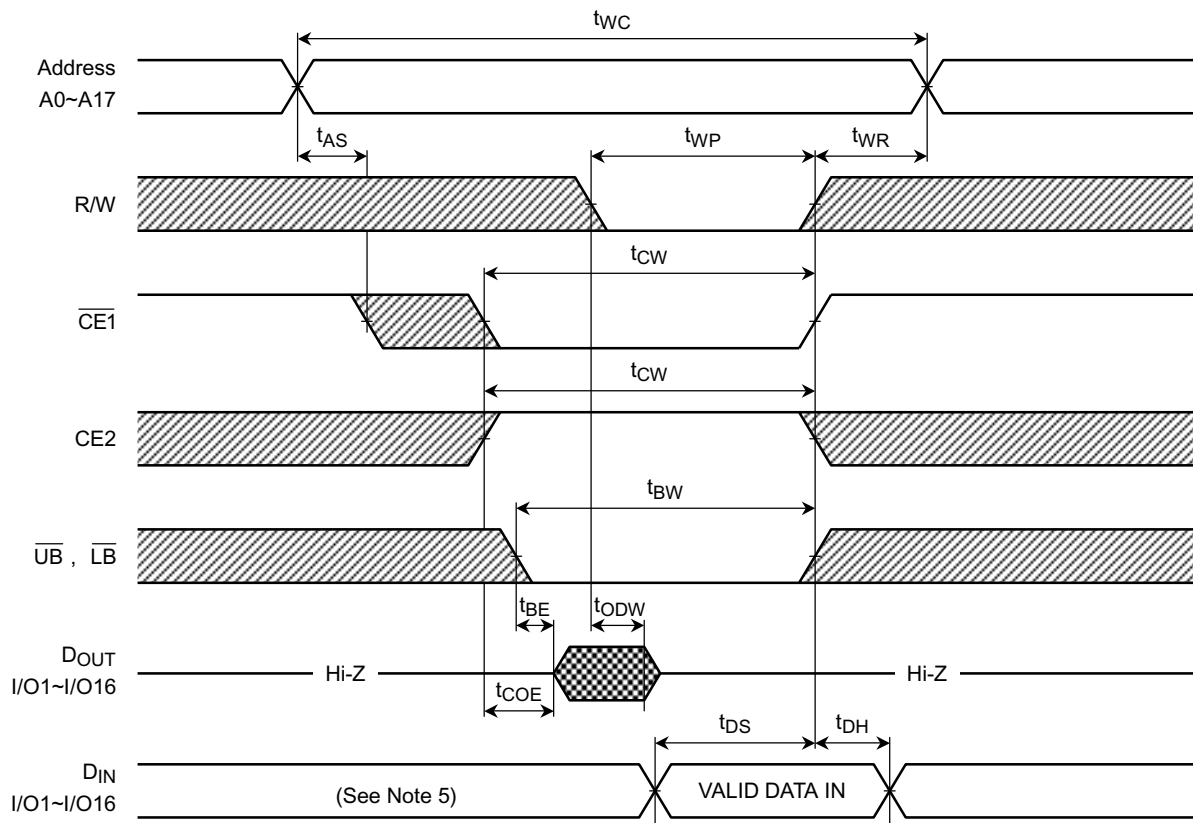 tWC
Address
A0~A17
tAS
tWP
tWR
R/W
tCW
CE1
tCW
CE2
tBW
UB , LB
tBE
tODW
DOUT
I/O1~I/O16
Hi-Z
Hi-Z
tCOE
tDS
tDH
DIN
I/O1~I/O16
(See Note 5)
VALID DATA IN